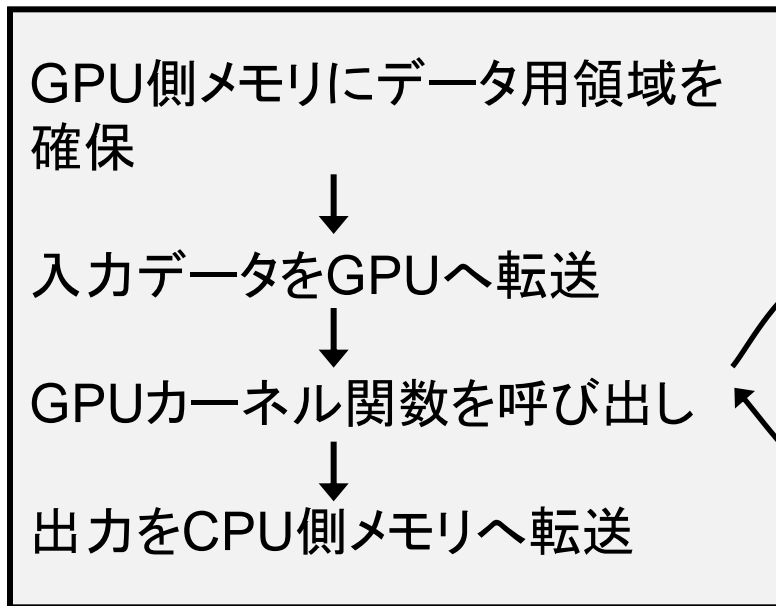 GPU側メモリにデータ用領域を
確保
入力データをGPUへ転送
GPUカーネル関数を呼び出し
出力をCPU側メモリへ転送